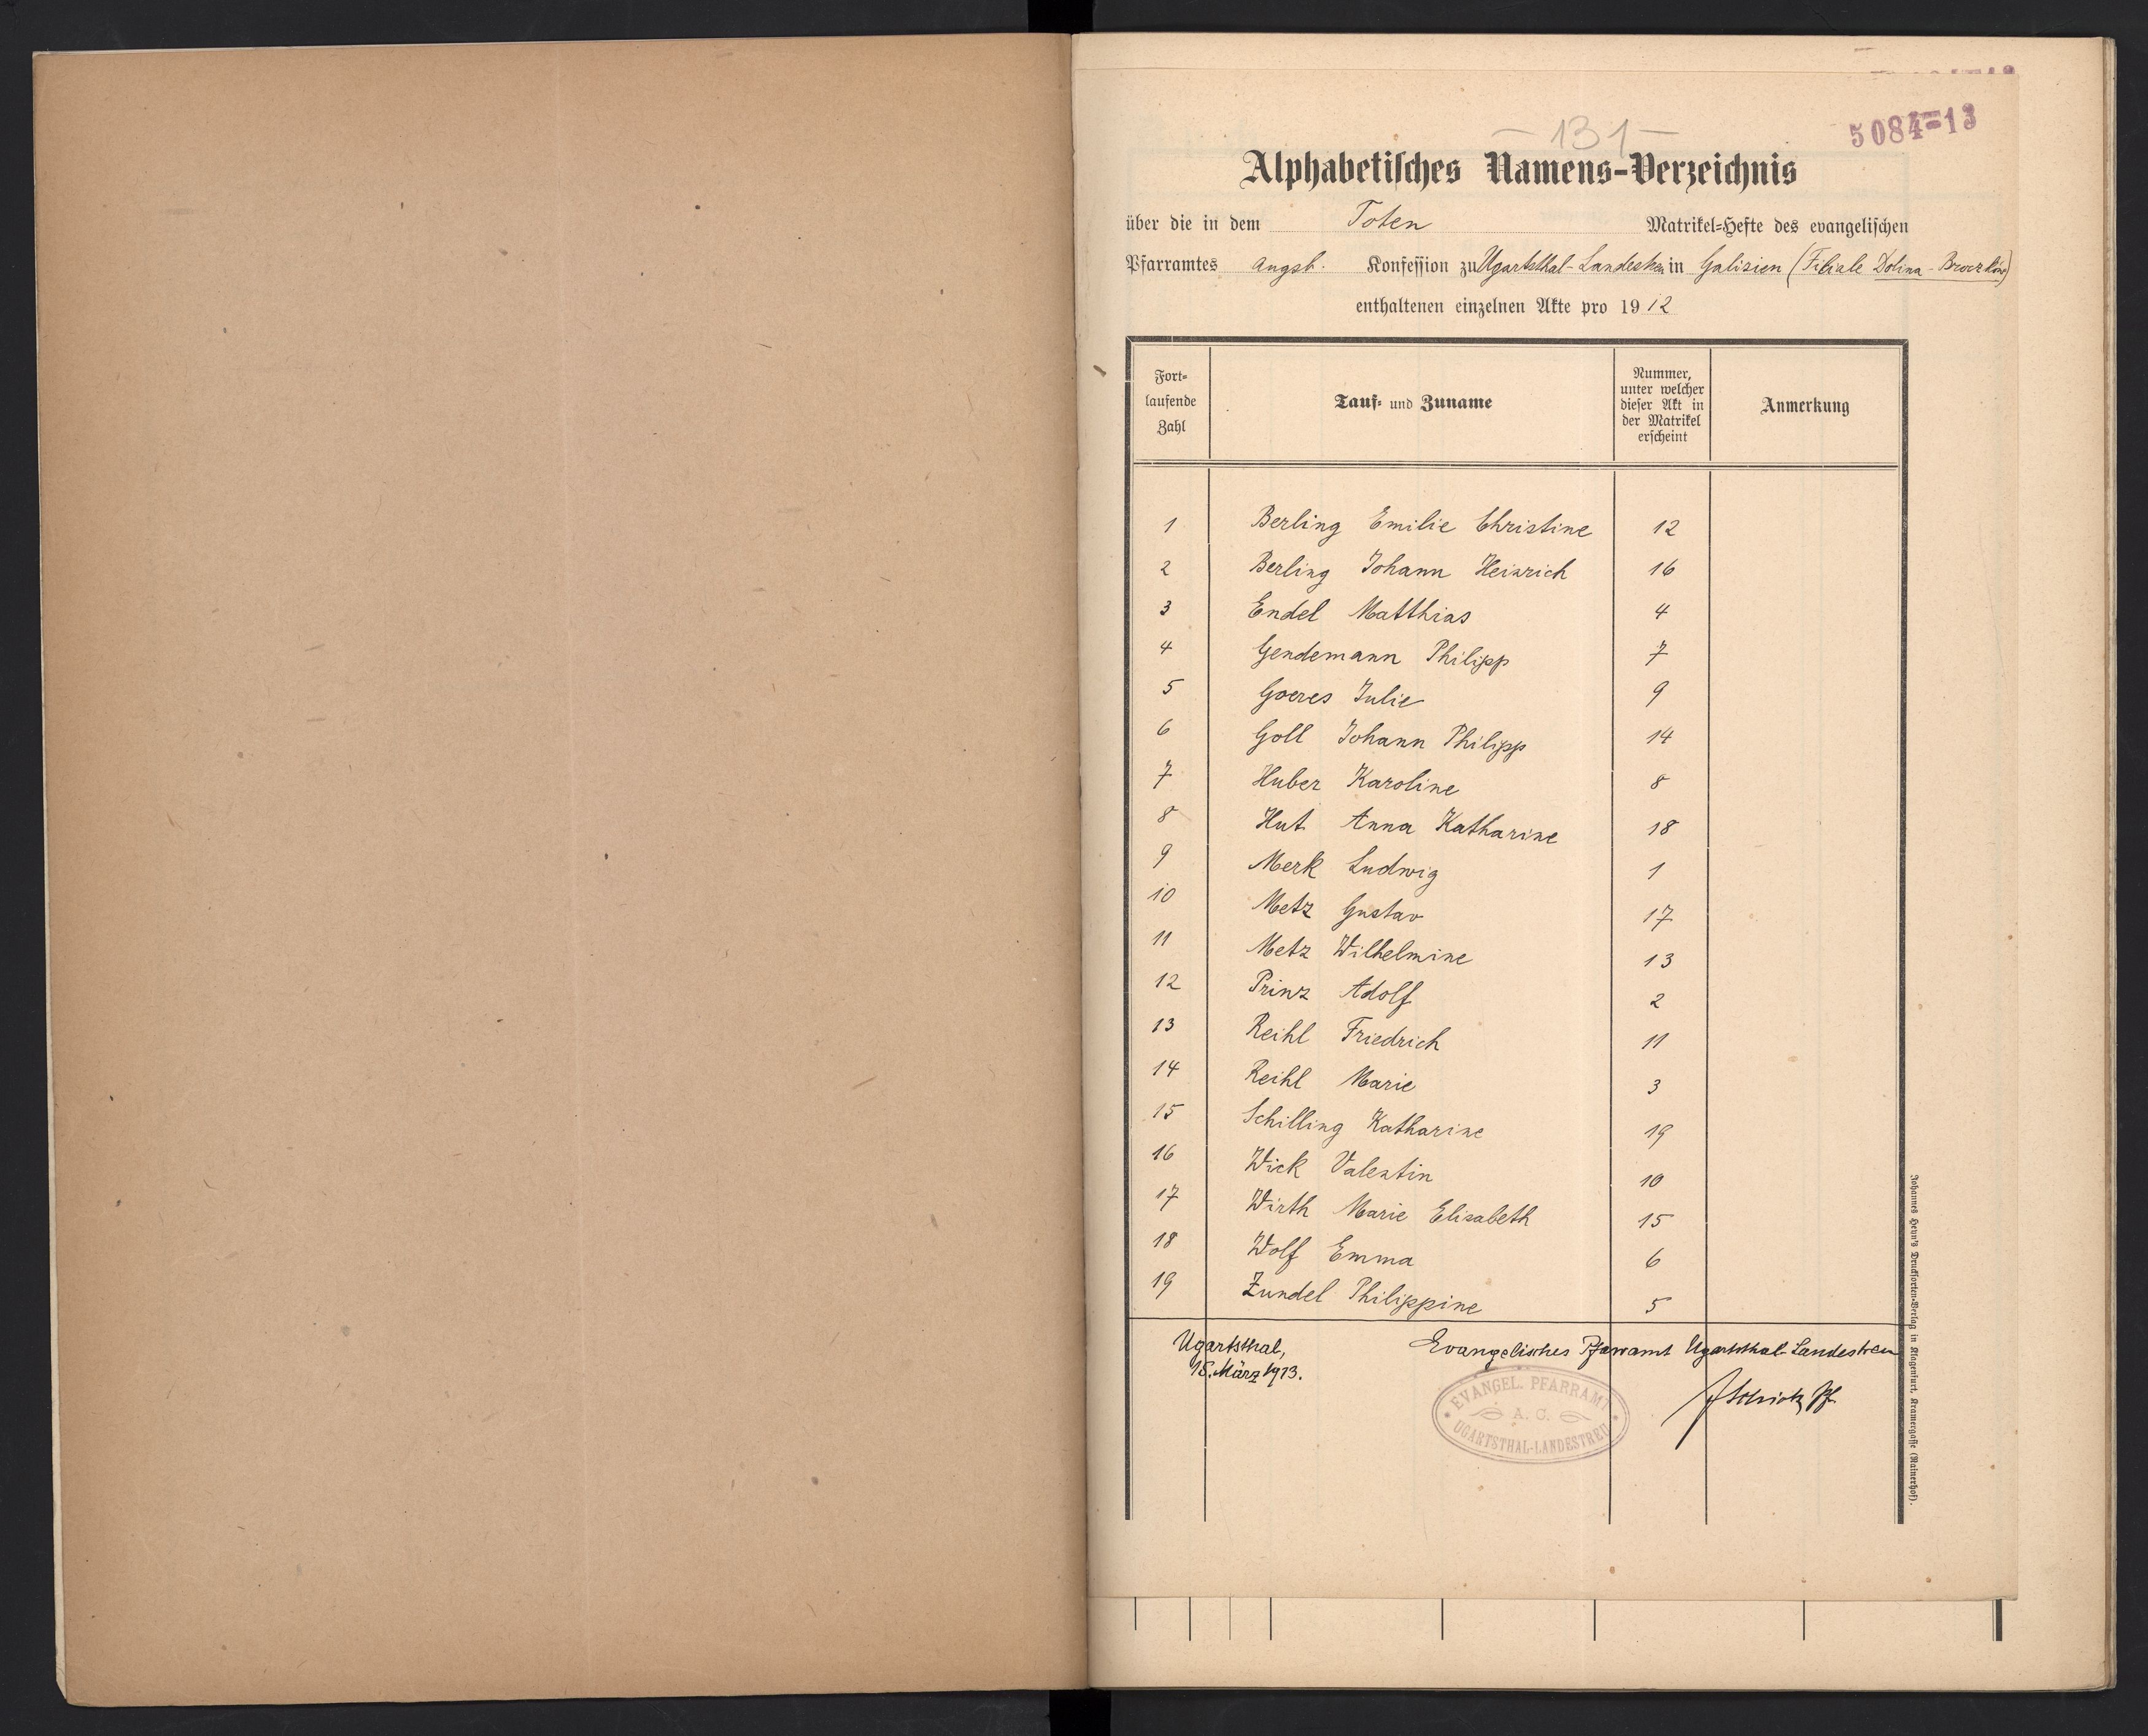 — 131 —
5084=13
Alphabetisches Namens-Verzeichnis
über die in dem Toten Matrikel-Hefte des evangelischen
Pfarramtes Augsb. Konfession zu Ugartsthal-Landestreu in Galizien (Filiale Dolina-Broczków)
enthaltenen einzelnen Akte pro 1912
Fort-
laufende
Zahl
Tauf- und Zuname
Nummer,
unter welcher
dieser Akt in
der Matrikel
erscheint
Anmerkung
1 Berling Emilie Christine 12
2 Berling Johann Heinrich 16
3 Endel Matthias 4
4 Gendemann Philipp 7
5 Goeres Julie 9
6 Goll Johann Philipp 14
7 Huber Karoline 8
8 Hut Anna Katharine 18
9 Merk Ludwig 1
10 Metz Gustav 17
11 Metz Wilhelmine 13
12 Prinz Adolf 2
13 Reihl Friedrich 11
14 Reihl Marie 3
15 Schilling Katharine 19
16 Wick Valentin 10
17 Wirth Marie Elisabeth 15
18 Wolf Emma 6
19 Zundel Philippine 5
Ugartsthal,
15. März 1913.
Evangelisches Pfarramt Ugartsthal-Landestreu
EVANGEL. PFARRAMT
A. C.
UGARTSTHAL-LANDESTREU
Johannes Heyn's Drucksorten-Verlag in Klagenfurt, Kramergasse (Rainerhof).